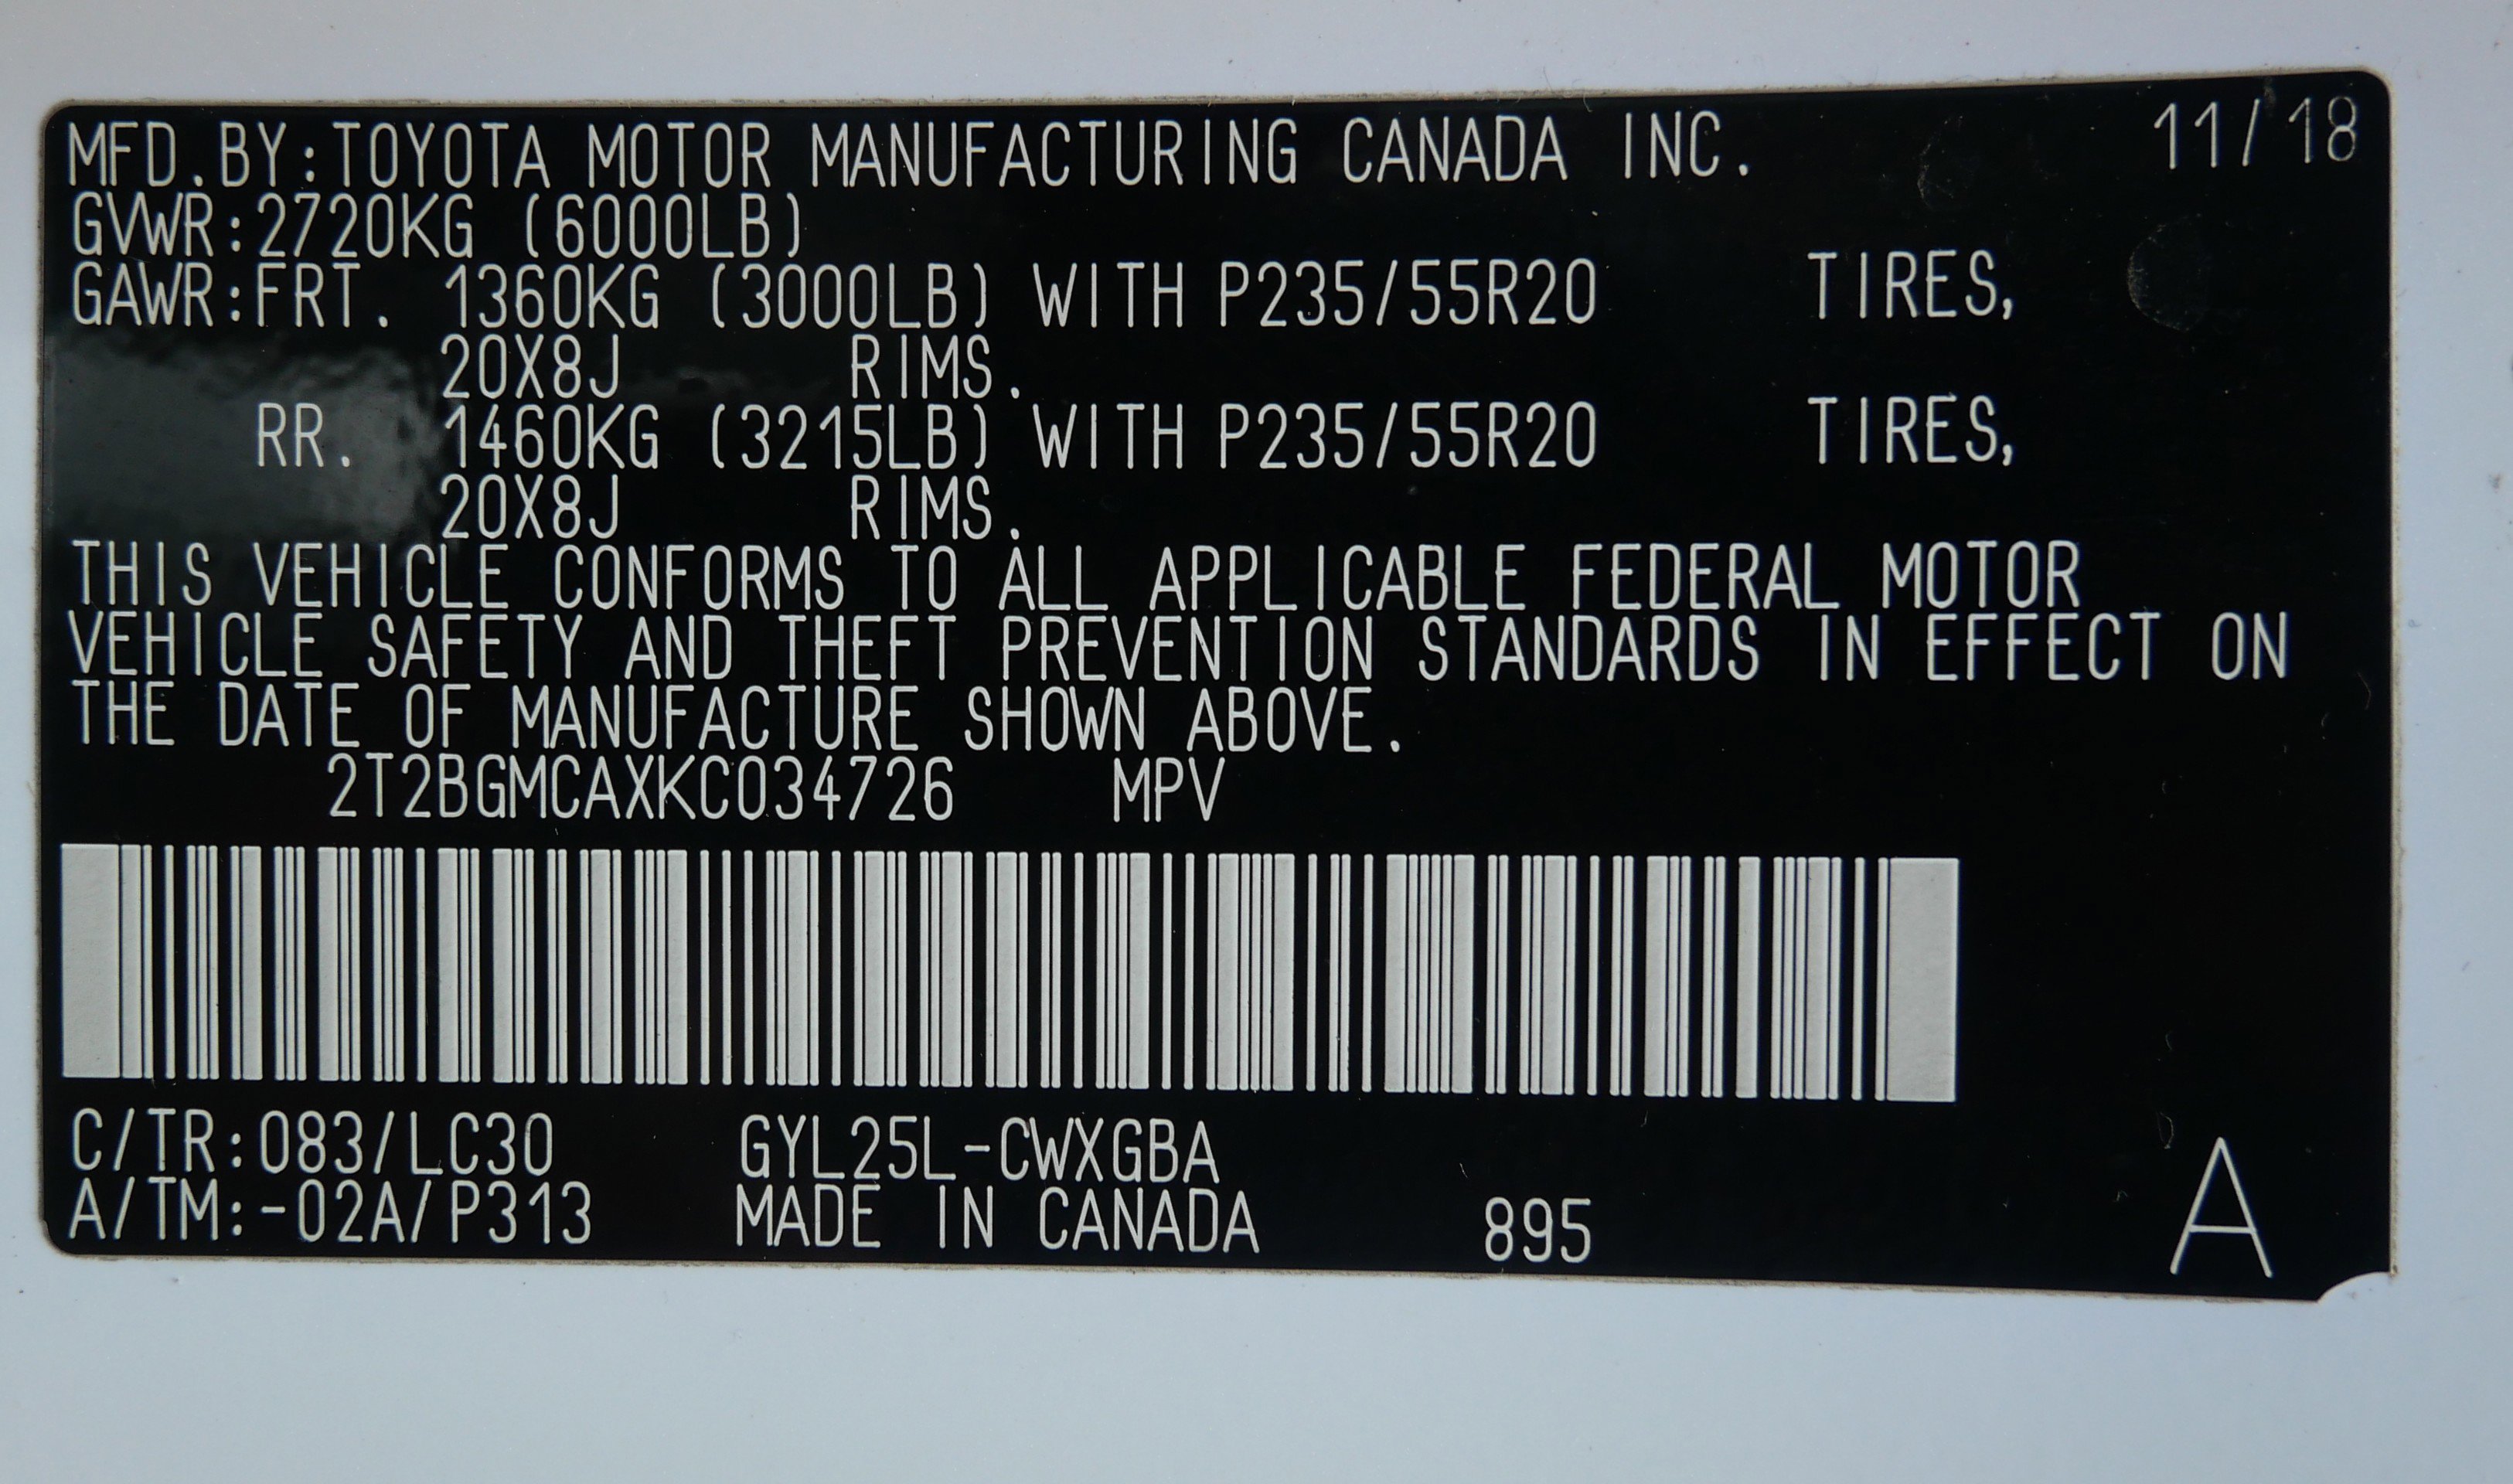 MFD.BY:TOYOTA MOTOR MANUFACTURING CANADA INC. 11/18
GVWR:2720KG (6000LB)
GAWR:FRT. 1360KG (3000LB) WITH P235/55R20 TIRES,
20X8J RIMS.
RR. 1460KG (3215LB) WITH P235/55R20 TIRES,
20X8J RIMS.
THIS VEHICLE CONFORMS TO ALL APPLICABLE FEDERAL MOTOR
VEHICLE SAFETY AND THEFT PREVENTION STANDARDS IN EFFECT ON
THE DATE OF MANUFACTURE SHOWN ABOVE.
2T2BGMCAXKC034726 MPV
C/TR:083/LC30 GYL25L-CWXGBA
A/TM:-02A/P313 MADE IN CANADA 895 A